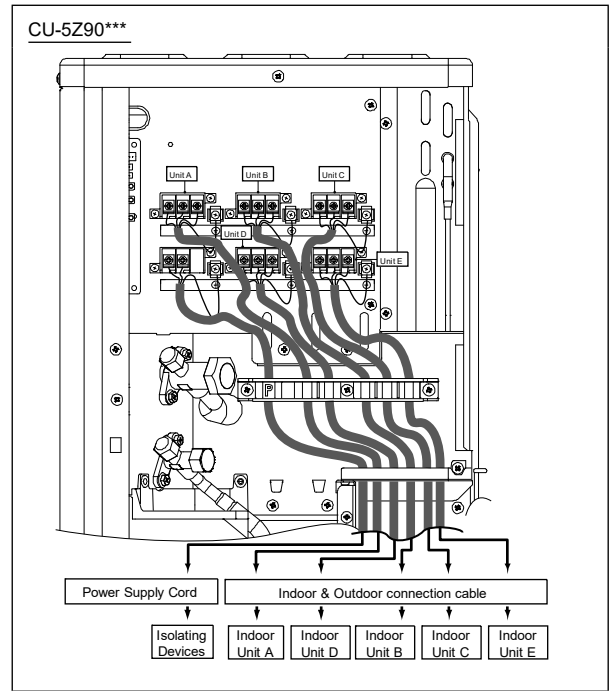 CU-5Z90***
Unit A
Unit B
Unit C
Unit D
Unit E
P
Power Supply Cord
Indoor & Outdoor connection cable
Isolating
Devices
Indoor
Unit A
Indoor
Unit D
Indoor
Unit B
Indoor
Unit C
Indoor
Unit E